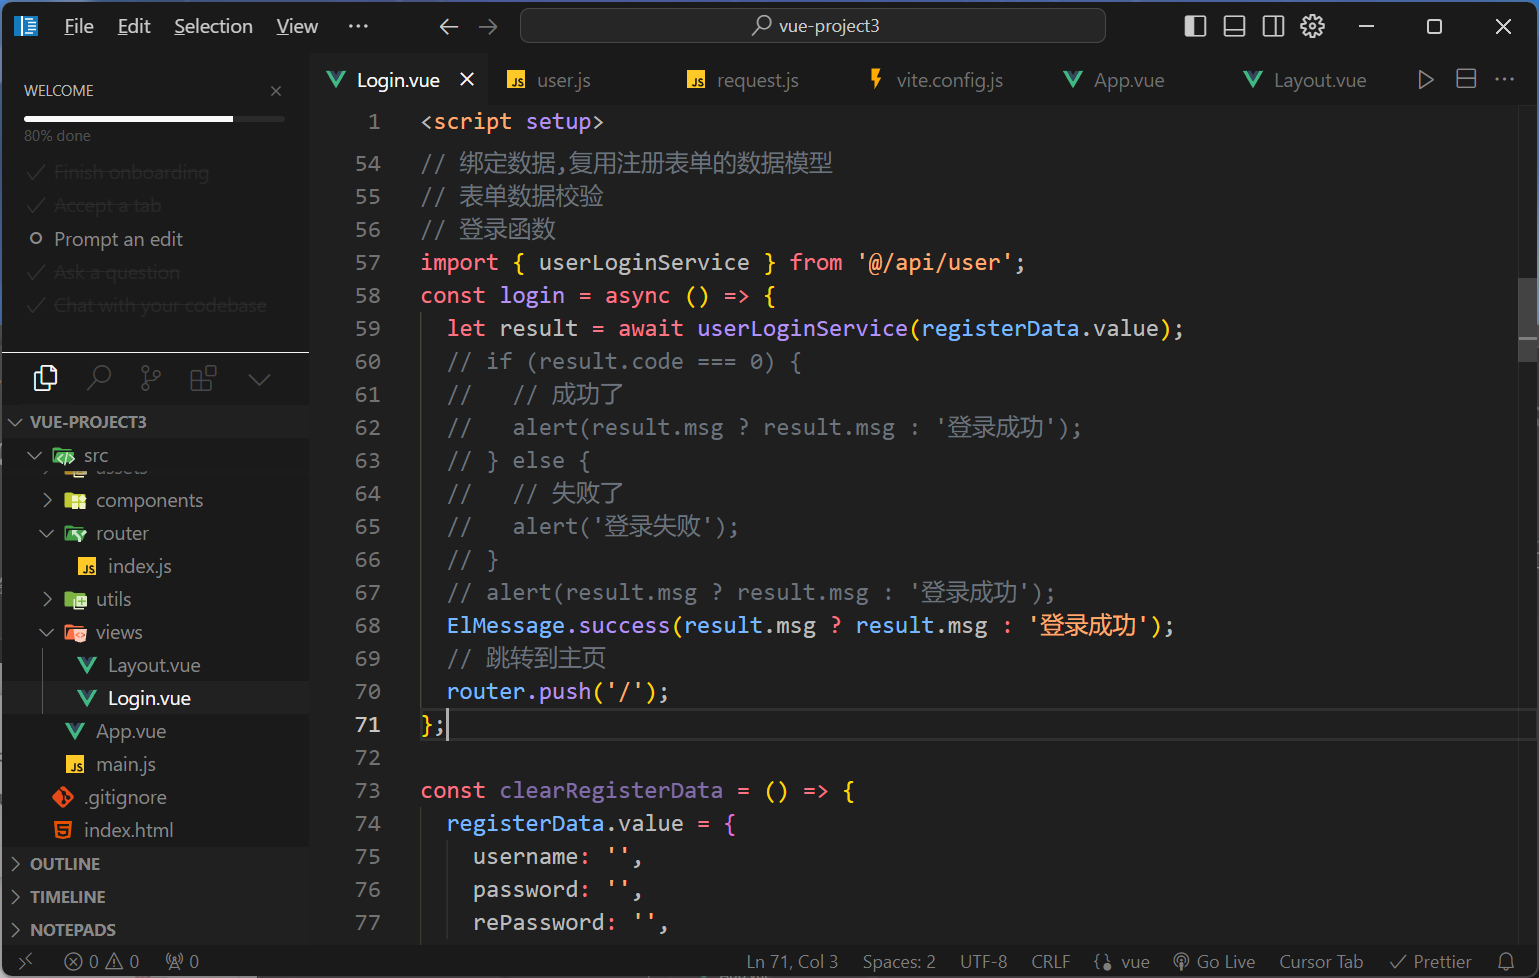 File Edit Selection View ··· vue-project3
WELCOME
80% done
Finish onboarding
Accept a tab
Prompt an edit
Ask a question
Chat with your codebase
VUE-PROJECT3
src
assets
components
router
index.js
utils
views
Layout.vue
Login.vue
App.vue
main.js
.gitignore
index.html
OUTLINE
TIMELINE
NOTEPADS
Login.vue user.js request.js vite.config.js App.vue Layout.vue
1 <script setup>
54 // 绑定数据,复用注册表单的数据模型
55 // 表单数据校验
56 // 登录函数
57 import { userLoginService } from '@/api/user';
58 const login = async () => {
59 let result = await userLoginService(registerData.value);
60 // if (result.code === 0) {
61 // // 成功了
62 // alert(result.msg ? result.msg : '登录成功');
63 // } else {
64 // // 失败了
65 // alert('登录失败');
66 // }
67 // alert(result.msg ? result.msg : '登录成功');
68 ElMessage.success(result.msg ? result.msg : '登录成功');
69 // 跳转到主页
70 router.push('/');
71 };
72
73 const clearRegisterData = () => {
74 registerData.value = {
75 username: '',
76 password: '',
77 rePassword: '',
0 0 0 Ln 71, Col 3 Spaces: 2 UTF-8 CRLF vue Go Live Cursor Tab Prettier